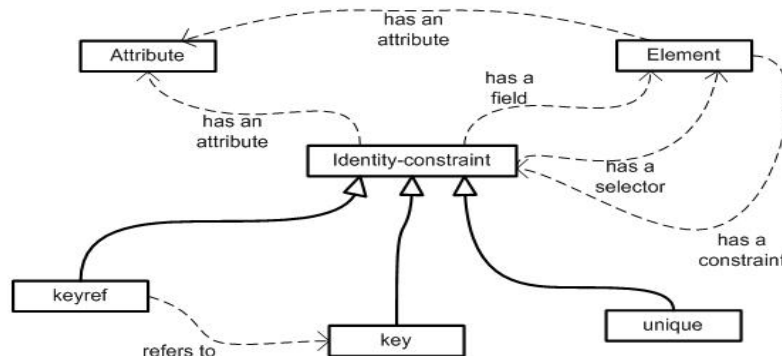 has an
attribute
Attribute
Element
has a
field
has an
attribute
Identity-constraint
has a
selector
has a
constraint
keyref
key
unique
refers to